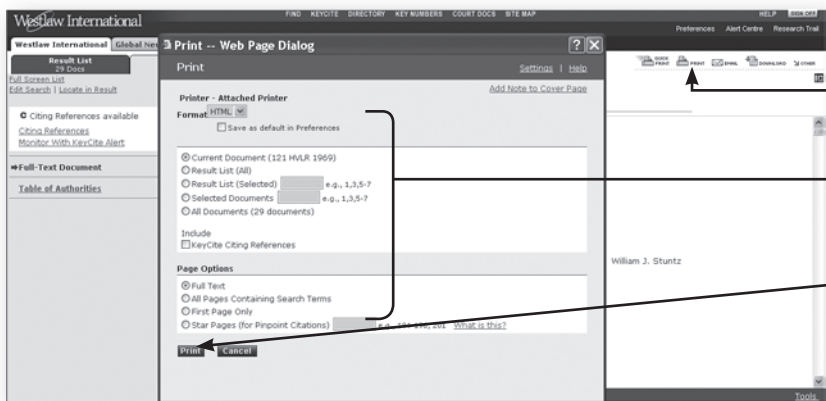 Westlaw International
FIND KEYCITE DIRECTORY KEY NUMBERS COURT DOCS SITE MAP
HELP SIGN OFF
Preferences Alert Centre Research Trail
Westlaw International Global Ne
Result List
29 Docs
Full Screen List
Edit Search | Locate in Result
Citing References available
Citing References
Monitor With KeyCite Alert
Full-Text Document
Table of Authorities
Print -- Web Page Dialog
Print
Settings | Help
Add Note to Cover Page
Printer - Attached Printer
Format HTML
Save as default in Preferences
Current Document (121 HVLR 1969)
Result List (All)
Result List (Selected) e.g., 1,3,5-7
Selected Documents e.g., 1,3,5-7
All Documents (29 documents)
Include
KeyCite Citing References
Page Options
Full Text
All Pages Containing Search Terms
First Page Only
Star Pages (for Pinpoint Citations) 201 What is this?
Print Cancel
QUICK PRINT PRINT EMAIL DOWNLOAD OTHER
William J. Stuntz
Tools